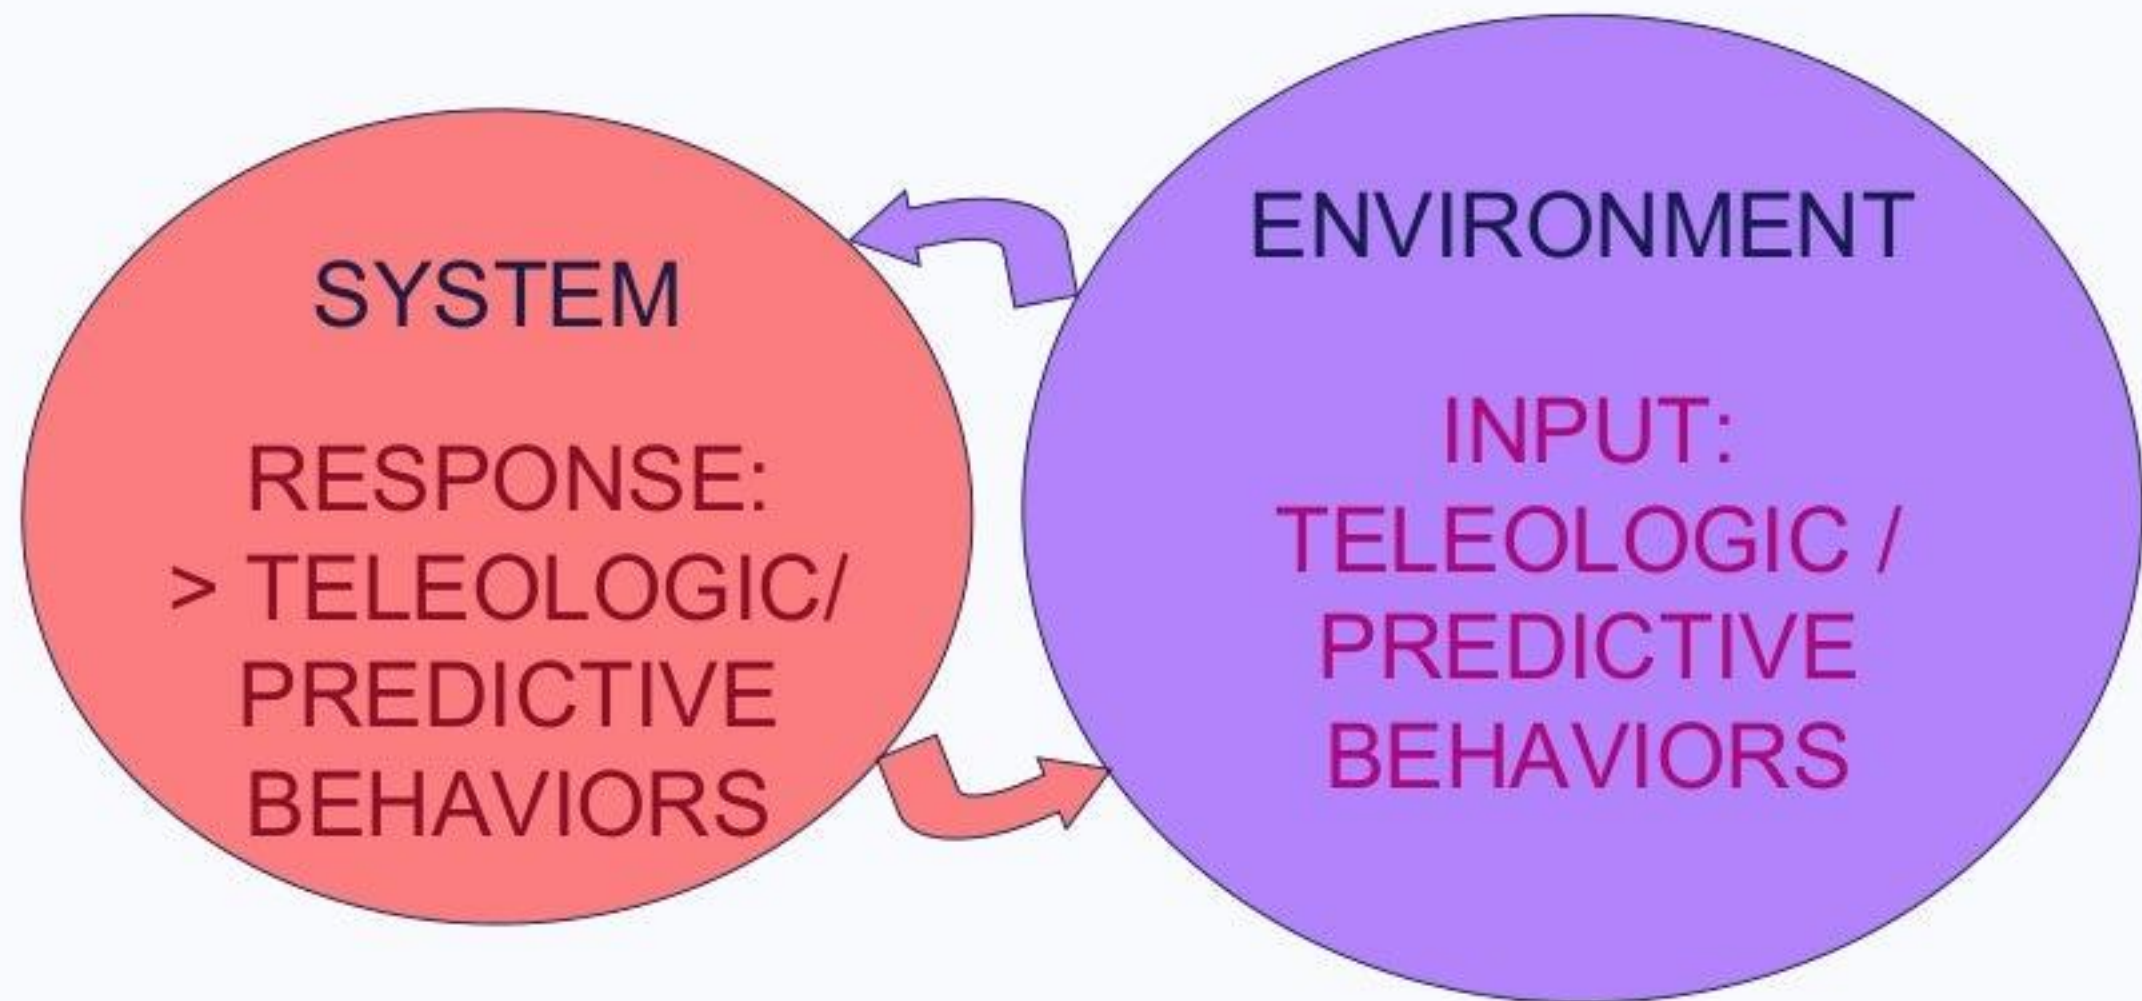 SYSTEM
RESPONSE:
> TELEOLOGIC/
PREDICTIVE
BEHAVIORS
ENVIRONMENT
INPUT:
TELEOLOGIC /
PREDICTIVE
BEHAVIORS